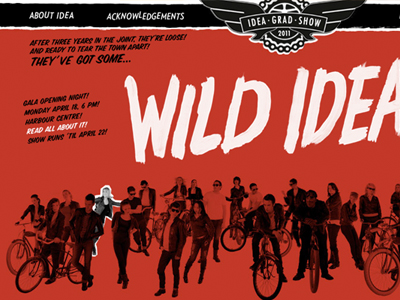 ABOUT IDEA
ACKNOWLEDGEMENTS
IDEA · GRAD · SHOW
2011
AFTER THREE YEARS IN THE JOINT, THEY'RE LOOSE!
AND READY TO TEAR THE TOWN APART!
THEY'VE GOT SOME...
WILD IDEA
GALA OPENING NIGHT!
MONDAY APRIL 18, 6 PM!
HARBOUR CENTRE!
READ ALL ABOUT IT!
SHOW RUNS 'TIL APRIL 22!